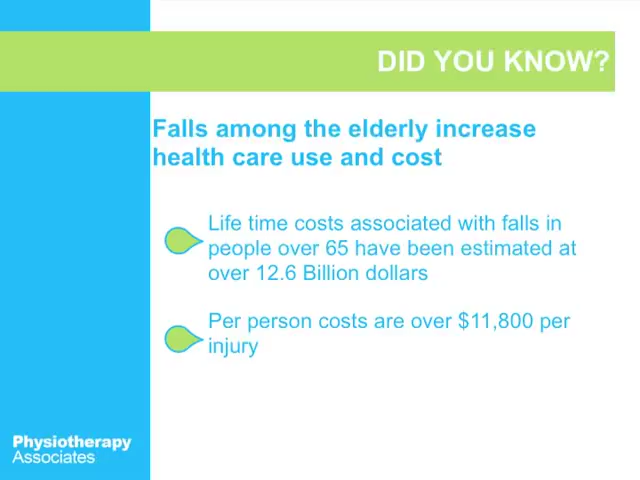 DID YOU KNOW?
Falls among the elderly increase
health care use and cost
Life time costs associated with falls in
people over 65 have been estimated at
over 12.6 Billion dollars
Per person costs are over $11,800 per
injury
Physiotherapy
Associates